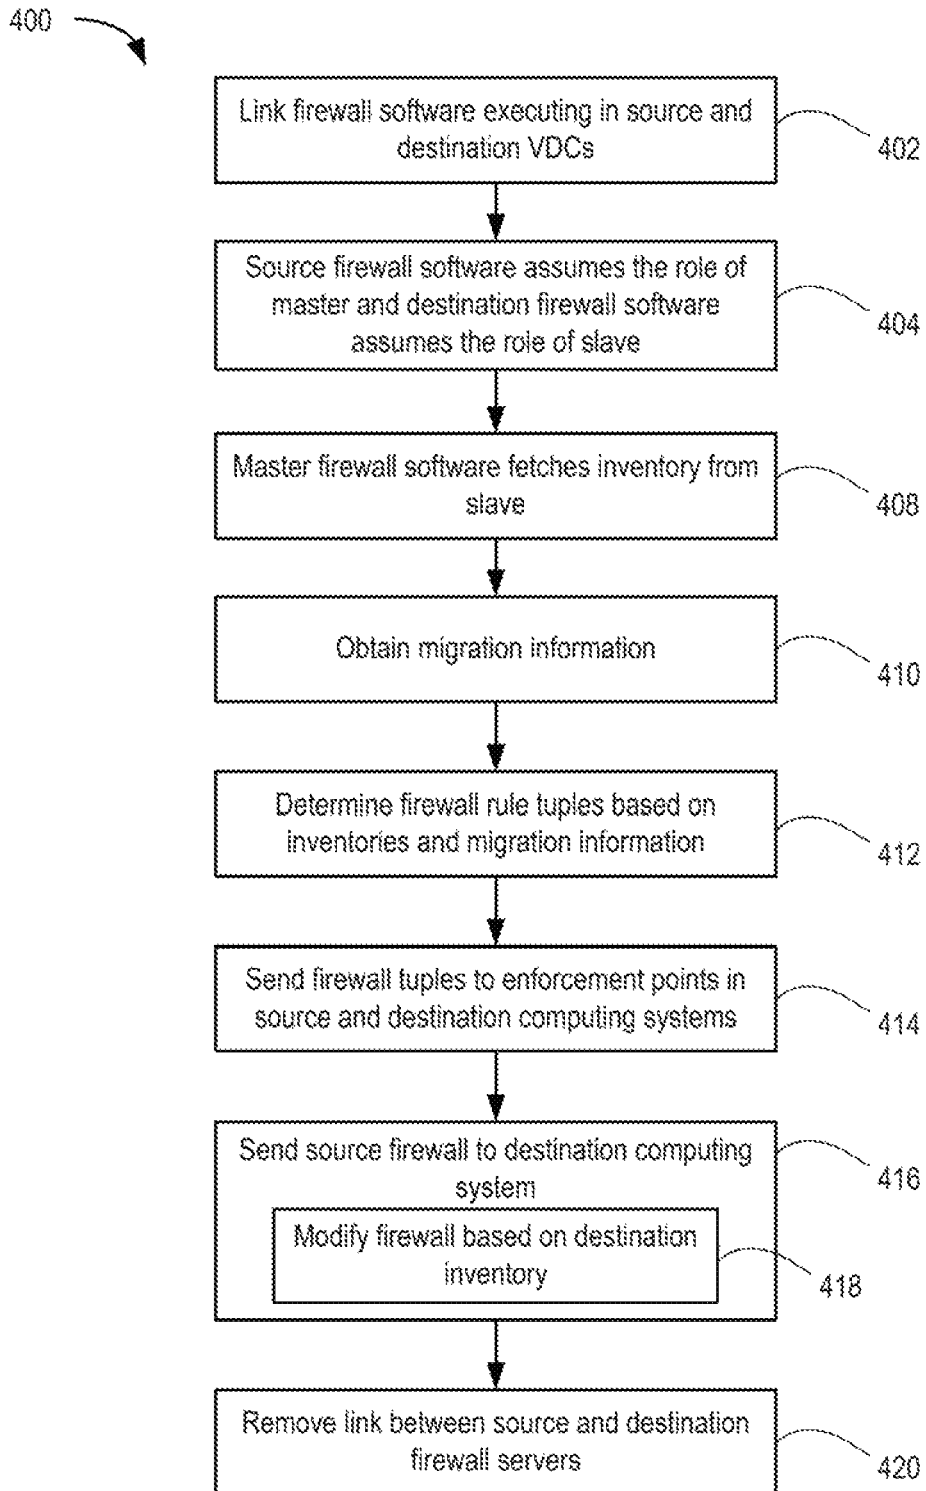 400
Link firewall software executing in source and
destination VDCs
402
Source firewall software assumes the role of
master and destination firewall software
assumes the role of slave
404
Master firewall software fetches inventory from
slave
408
Obtain migration information
410
Determine firewall rule tuples based on
inventories and migration information
412
Send firewall tuples to enforcement points in
source and destination computing systems
414
Send source firewall to destination computing
system
416
Modify firewall based on destination
inventory
418
Remove link between source and destination
firewall servers
420